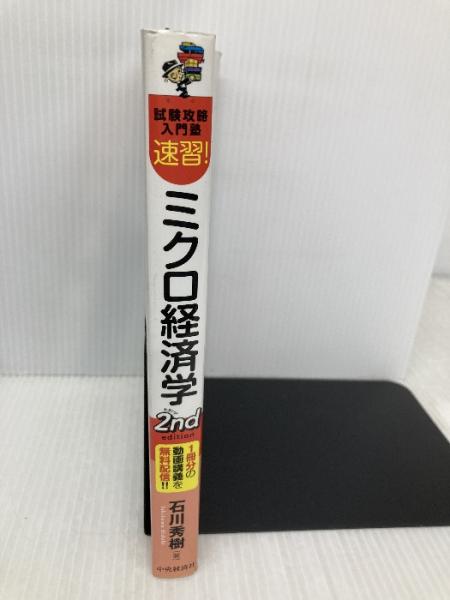 試験攻略
入門塾
速習!
ミクロ経済学
2nd
edition
1冊分の
動画講義を
無料配信!!
石川秀樹
中央経済社